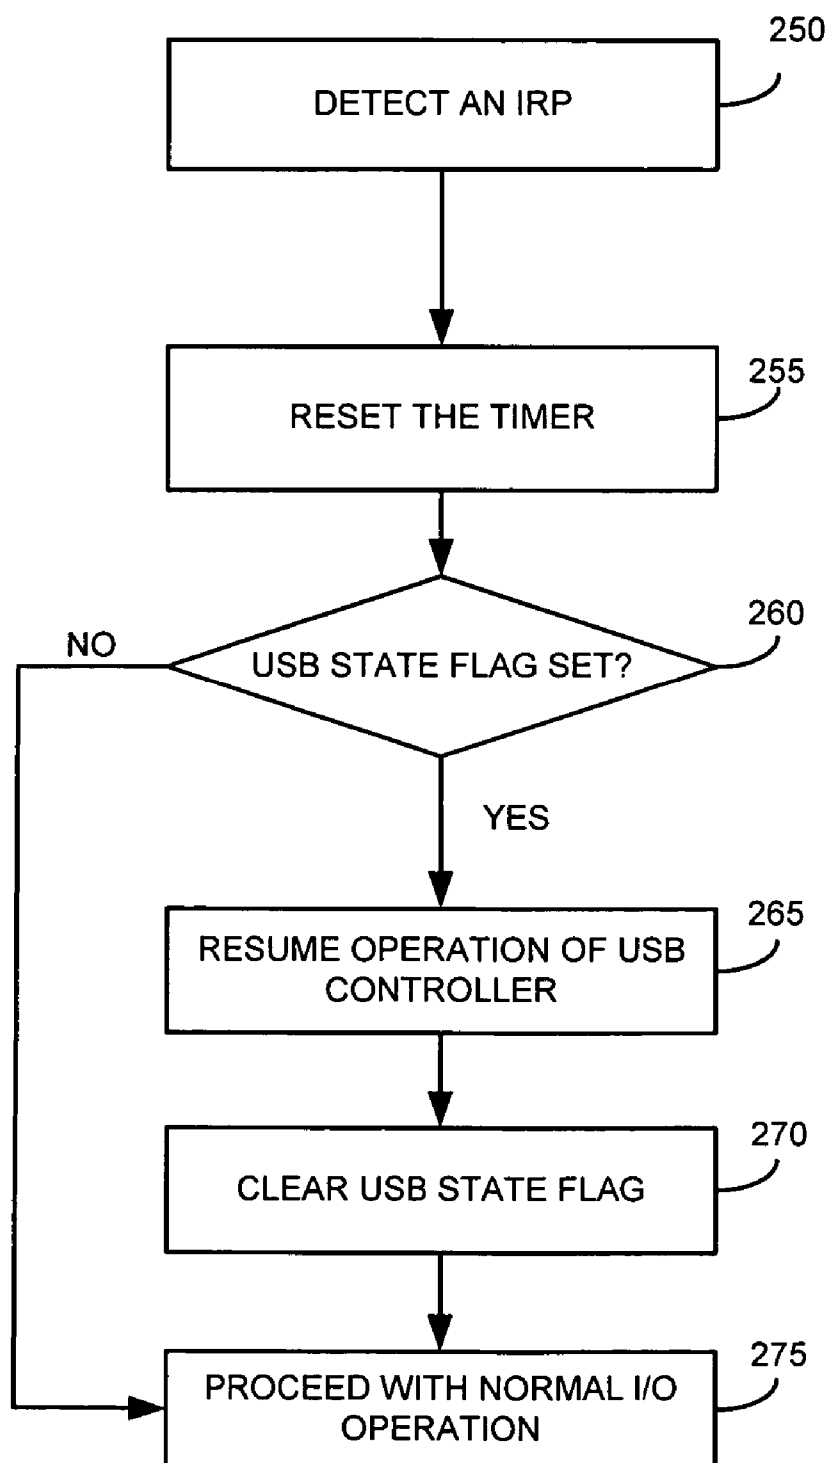 250
DETECT AN IRP
255
RESET THE TIMER
260
NO
USB STATE FLAG SET?
YES
265
RESUME OPERATION OF USB
CONTROLLER
270
CLEAR USB STATE FLAG
275
PROCEED WITH NORMAL I/O
OPERATION